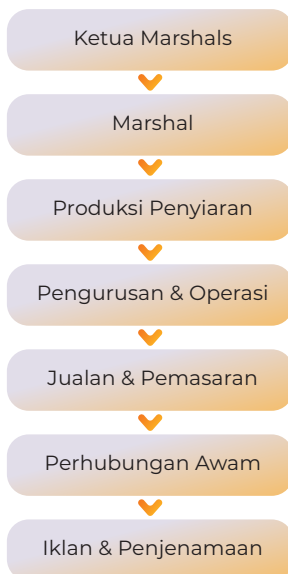 Ketua Marshals
Marshal
Produksi Penyiaran
Pengurusan & Operasi
Jualan & Pemasaran
Perhubungan Awam
Iklan & Penjenamaan